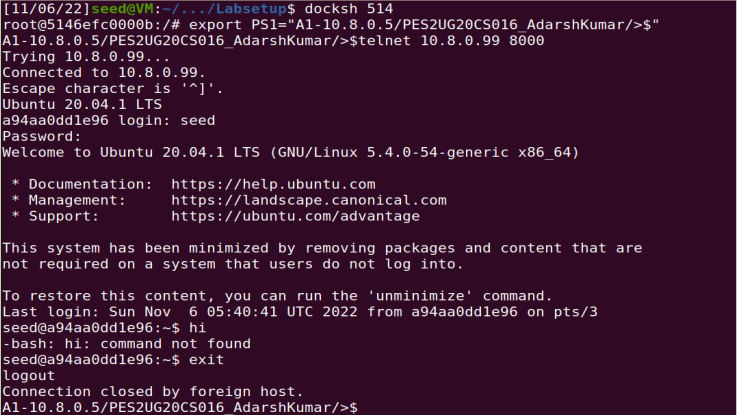 [11/06/22]seed@VM:~/.../Labsetup$ docksh 514
root@5146efc0000b:/# export PS1="A1-10.8.0.5/PES2UG20CS016_AdarshKumar/>$"
A1-10.8.0.5/PES2UG20CS016_AdarshKumar/>$telnet 10.8.0.99 8000
Trying 10.8.0.99...
Connected to 10.8.0.99.
Escape character is '^]'.
Ubuntu 20.04.1 LTS
a94aa0dd1e96 login: seed
Password:
Welcome to Ubuntu 20.04.1 LTS (GNU/Linux 5.4.0-54-generic x86_64)
* Documentation:  https://help.ubuntu.com
* Management:     https://landscape.canonical.com
* Support:        https://ubuntu.com/advantage
This system has been minimized by removing packages and content that are
not required on a system that users do not log into.
To restore this content, you can run the 'unminimize' command.
Last login: Sun Nov  6 05:40:41 UTC 2022 from a94aa0dd1e96 on pts/3
seed@a94aa0dd1e96:~$ hi
-bash: hi: command not found
seed@a94aa0dd1e96:~$ exit
logout
Connection closed by foreign host.
A1-10.8.0.5/PES2UG20CS016_AdarshKumar/>$